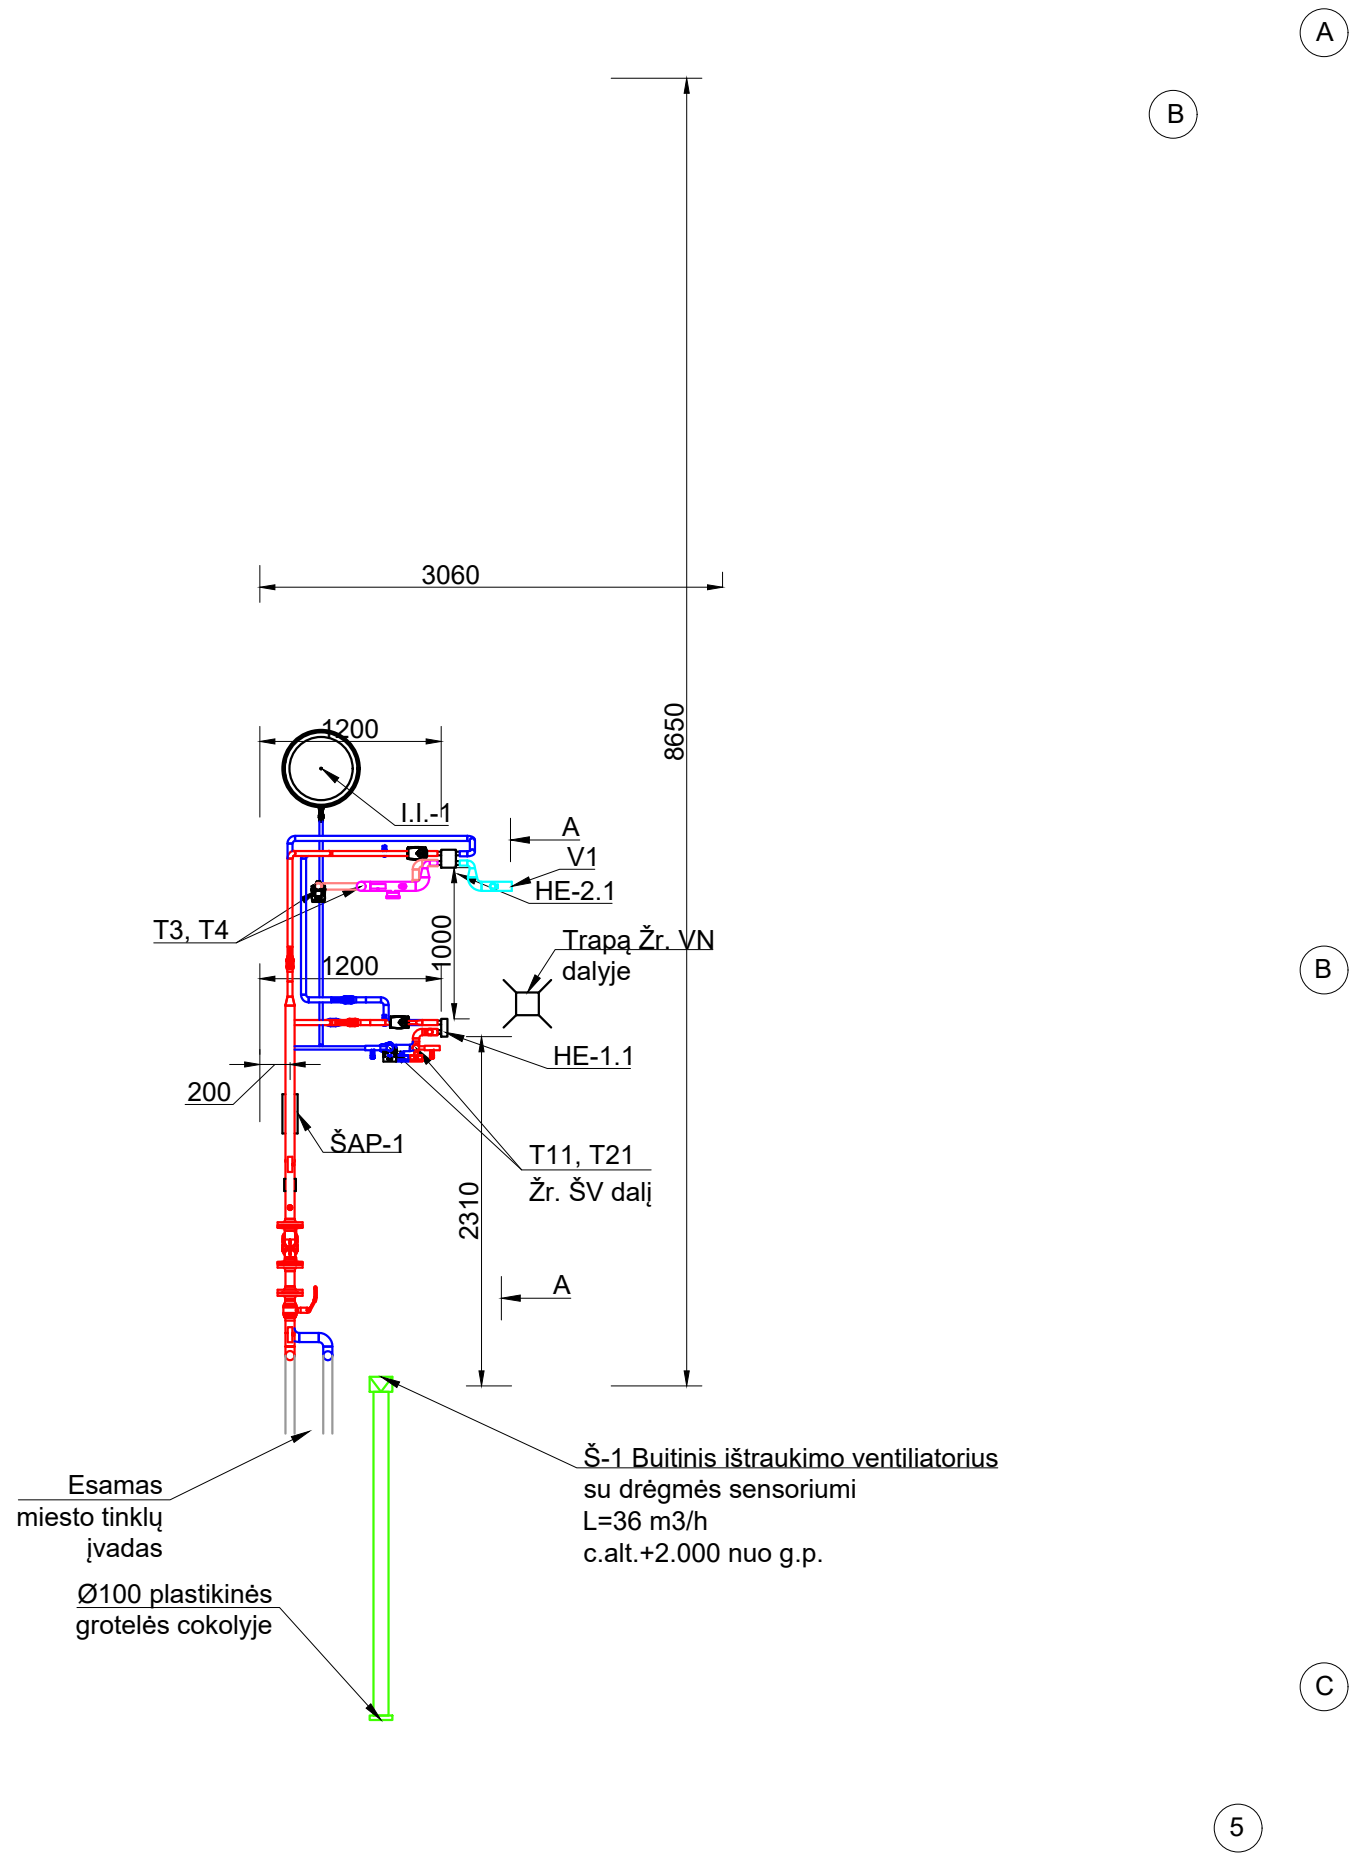 A
B
3060
8650
1200
I.I.-1
A
V1
HE-2.1
T3, T4
1000
Trapą Žr. VN
dalyje
B
1200
HE-1.1
200
ŠAP-1
T11, T21
Žr. ŠV dalį
2310
A
Š-1 Buitinis ištraukimo ventiliatorius
su drėgmės sensoriumi
L=36 m3/h
c.alt.+2.000 nuo g.p.
Esamas
miesto tinklų
įvadas
Ø100 plastikinės
grotelės cokolyje
C
5